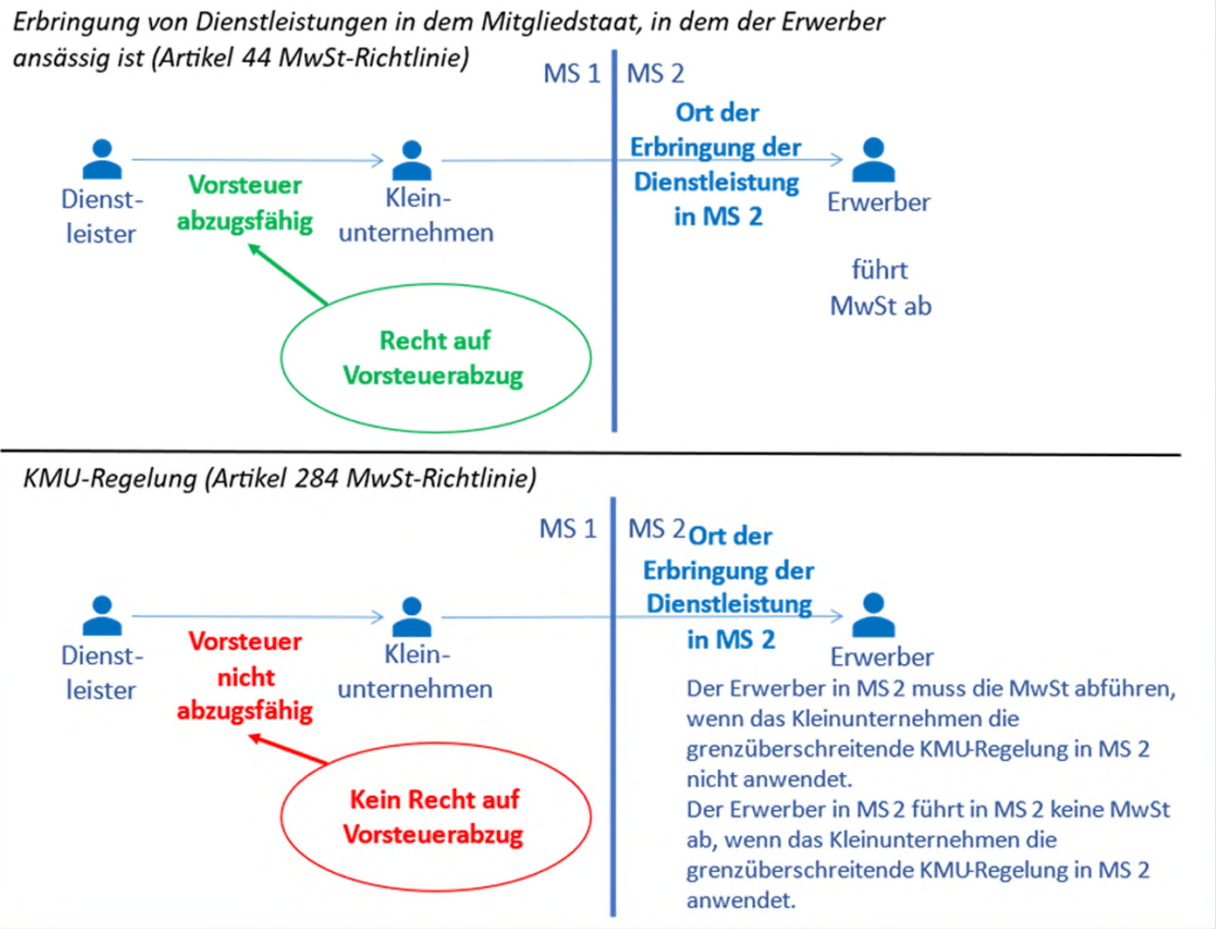 Erbringung von Dienstleistungen in dem Mitgliedstaat, in dem der Erwerber
ansässig ist (Artikel 44 MwSt-Richtlinie)
MS 1
MS 2
Ort der
Erbringung der
Dienstleistung
in MS 2
Dienst-
leister
Vorsteuer
abzugsfähig
Klein-
unternehmen
Erwerber
führt
MwSt ab
Recht auf
Vorsteuerabzug
KMU-Regelung (Artikel 284 MwSt-Richtlinie)
MS 1
MS 2
Ort der
Erbringung der
Dienstleistung
in MS 2
Dienst-
leister
Vorsteuer
nicht
abzugsfähig
Klein-
unternehmen
Erwerber
Der Erwerber in MS 2 muss die MwSt abführen,
wenn das Kleinunternehmen die
grenzüberschreitende KMU-Regelung in MS 2
nicht anwendet.
Der Erwerber in MS 2 führt in MS 2 keine MwSt
ab, wenn das Kleinunternehmen die
grenzüberschreitende KMU-Regelung in MS 2
anwendet.
Kein Recht auf
Vorsteuerabzug